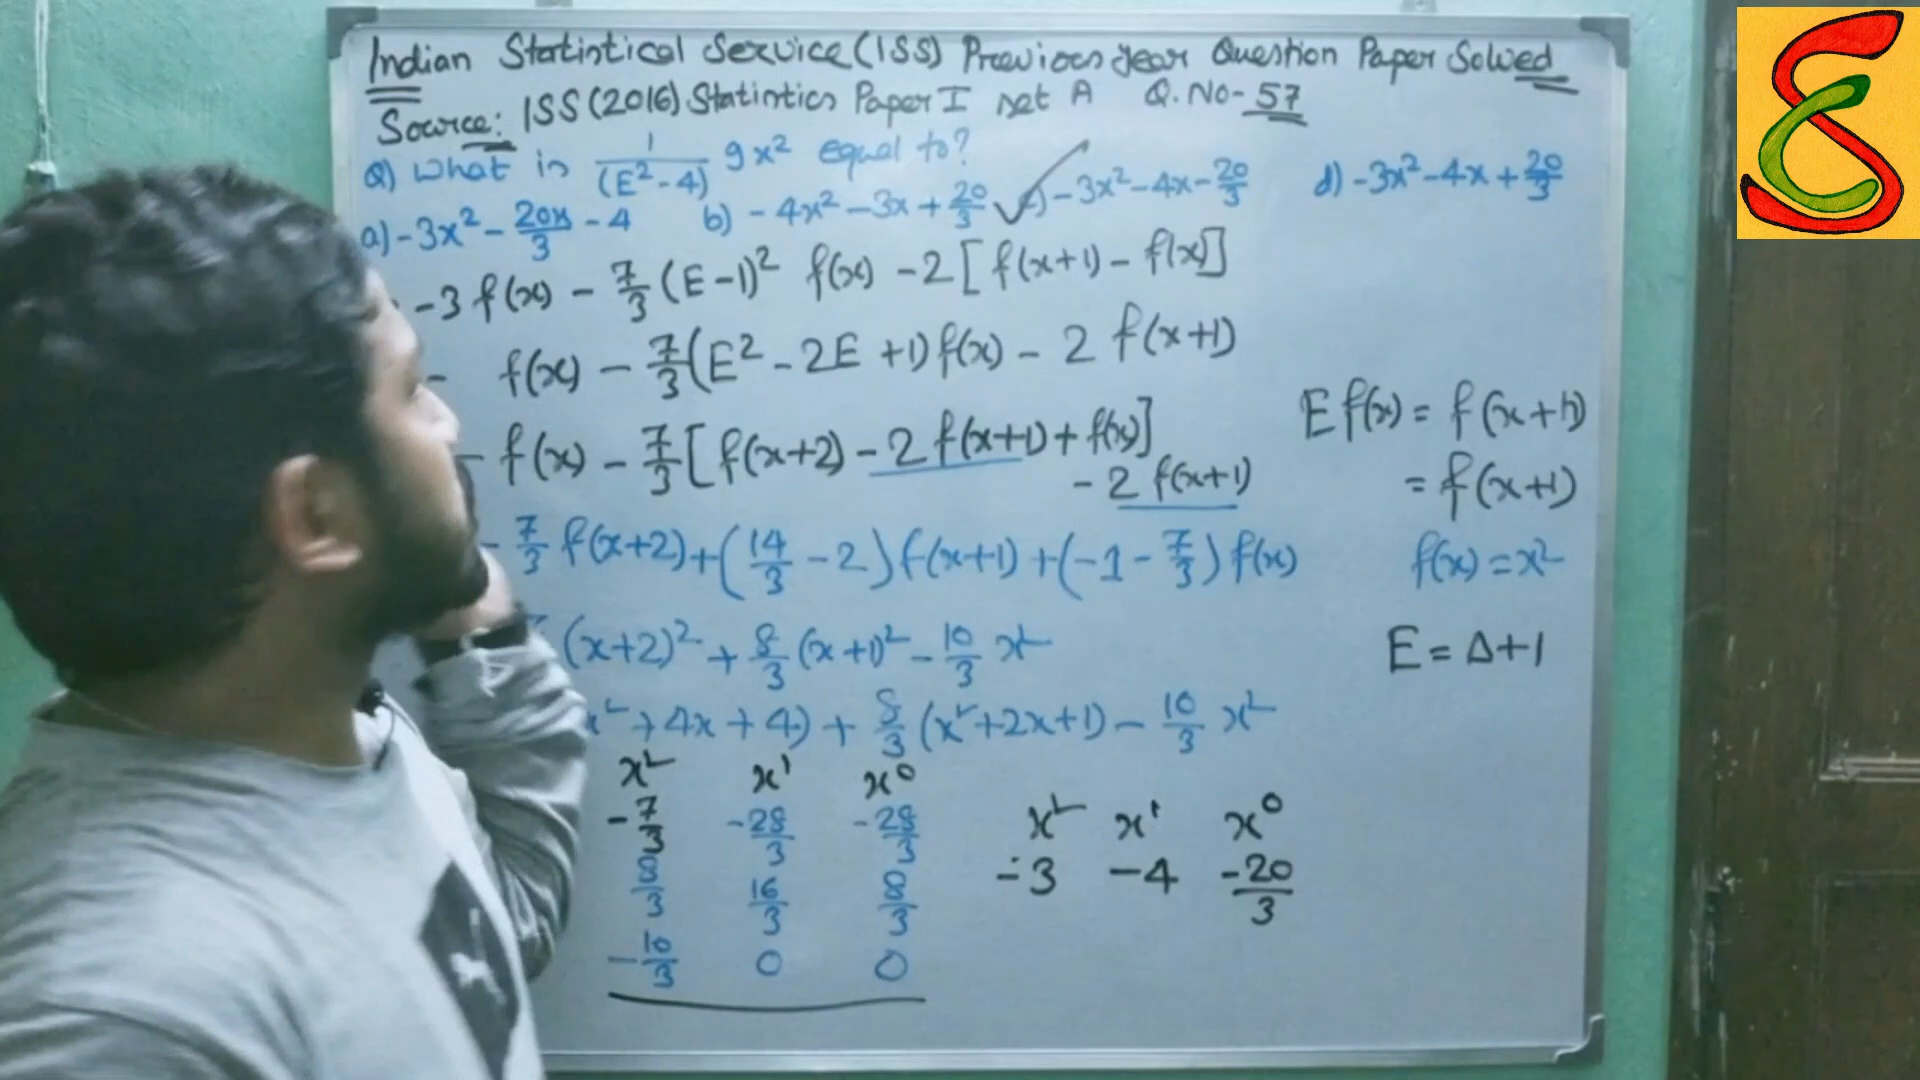 Indian Statistical Service (ISS) Previous year Question Paper Solved
Source: ISS (2016) Statistics Paper I set A Q. No- 57
Q) What is 1/(E²-4) 9x² equal to?
a) -3x² - 20x/3 - 4 b) -4x² - 3x + 20/3 ✓c) -3x² - 4x - 20/3 d) -3x² - 4x + 20/3
-3 f(x) - 7/3 (E-1)² f(x) - 2 [f(x+1) - f(x)]
- f(x) - 7/3 (E² - 2E + 1) f(x) - 2 f(x+1)
- f(x) - 7/3 [f(x+2) - 2 f(x+1) + f(x)]
- 2 f(x+1)
- 7/3 f(x+2) + (14/3 - 2) f(x+1) + (-1 - 7/3) f(x)
(x+2)² + 8/3 (x+1)² - 10/3 x²
x² + 4x + 4) + 8/3 (x² + 2x + 1) - 10/3 x²
x² x¹ x⁰
-7/3 -28/3 -28/3
8/3 16/3 8/3
-10/3 0 0
x² x¹ x⁰
-3 -4 -20/3
E f(x) = f(x+h)
= f(x+1)
f(x) = x²
E = Δ+1